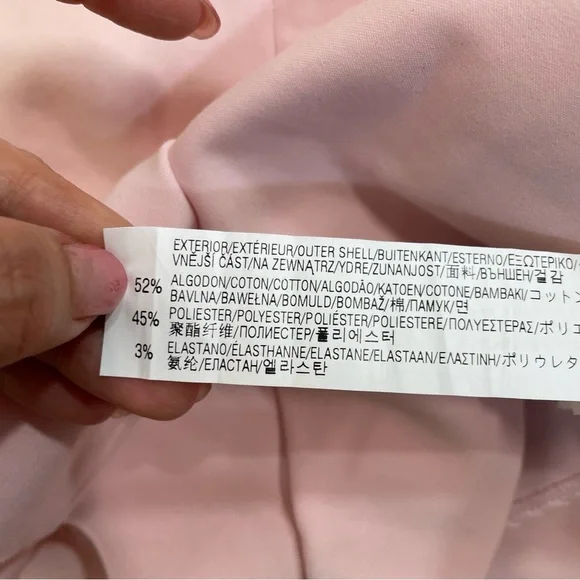 EXTERIOR/EXTÉRIEUR/OUTER SHELL/BUITENKANT/ESTERNO/ΕΞΩΤΕΡΙΚΟ/
VNĚJŠÍ ČÁST/NA ZEWNĄTRZ/YDRE/ZUNANJOST/面料/ВЪНШЕН/겉감
52% ALGODON/COTON/COTTON/ALGODÃO/KATOEN/COTONE/ΒΑΜΒΑΚΙ/コットン
BAVLNA/BAWEŁNA/BOMULD/BOMBAŽ/棉/ПАМУК/면
45% POLIESTER/POLYESTER/POLIÉSTER/POLIESTERE/ΠΟΛΥΕΣΤΕΡΑΣ/ポリエ
聚酯纤维/ПОЛИЕСТЕР/폴리에스터
3% ELASTANO/ÉLASTHANNE/ELASTANE/ELASTAAN/ΕΛΑΣΤΙΝΗ/ポリウレタ
氨纶/ЕЛАСТАН/엘라스탄